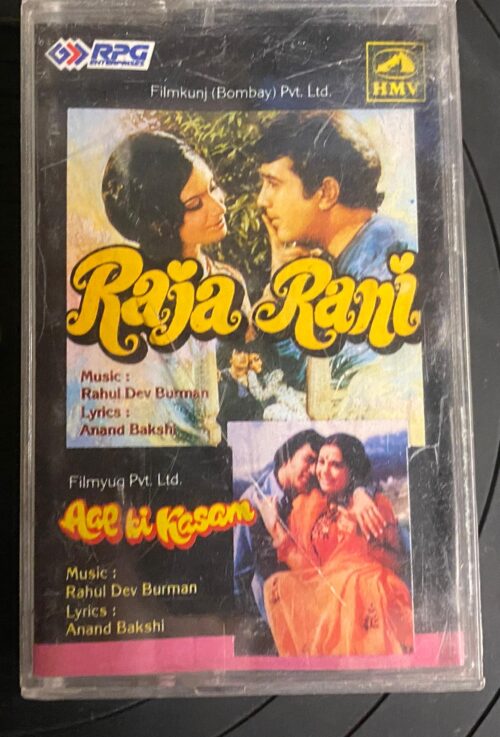 RPG
ENTERPRISES
HMV
Filmkunj (Bombay) Pvt. Ltd.
Raja Rani
Music :
Rahul Dev Burman
Lyrics :
Anand Bakshi
Filmyug Pvt. Ltd.
Aap ki Kasam
Music :
Rahul Dev Burman
Lyrics :
Anand Bakshi